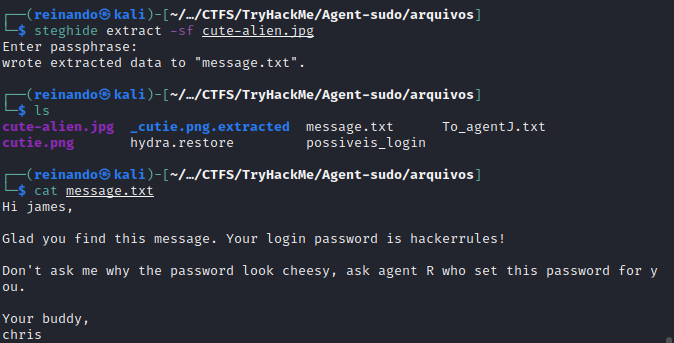 ┌──(reinando㉿kali)-[~/…/CTFS/TryHackMe/Agent-sudo/arquivos]
└─$ steghide extract -sf cute-alien.jpg
Enter passphrase:
wrote extracted data to "message.txt".
┌──(reinando㉿kali)-[~/…/CTFS/TryHackMe/Agent-sudo/arquivos]
└─$ ls
cute-alien.jpg  _cutie.png.extracted  message.txt      To_agentJ.txt
cutie.png       hydra.restore         possiveis_login
┌──(reinando㉿kali)-[~/…/CTFS/TryHackMe/Agent-sudo/arquivos]
└─$ cat message.txt
Hi james,
Glad you find this message. Your login password is hackerrules!
Don't ask me why the password look cheesy, ask agent R who set this password for y
ou.
Your buddy,
chris